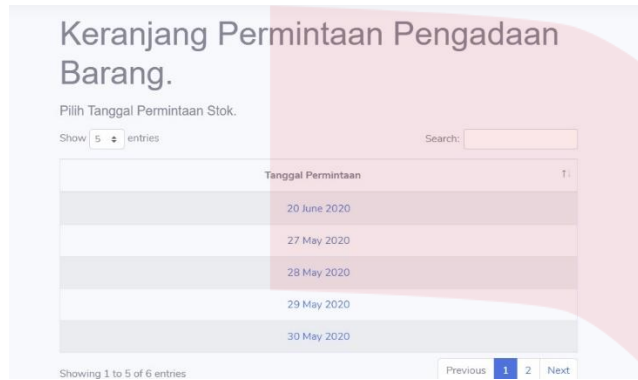 Keranjang Permintaan Pengadaan
Barang.
Pilih Tanggal Permintaan Stok.
Show 5 entries Search:
Tanggal Permintaan
20 June 2020
27 May 2020
28 May 2020
29 May 2020
30 May 2020
Showing 1 to 5 of 6 entries Previous 1 2 Next